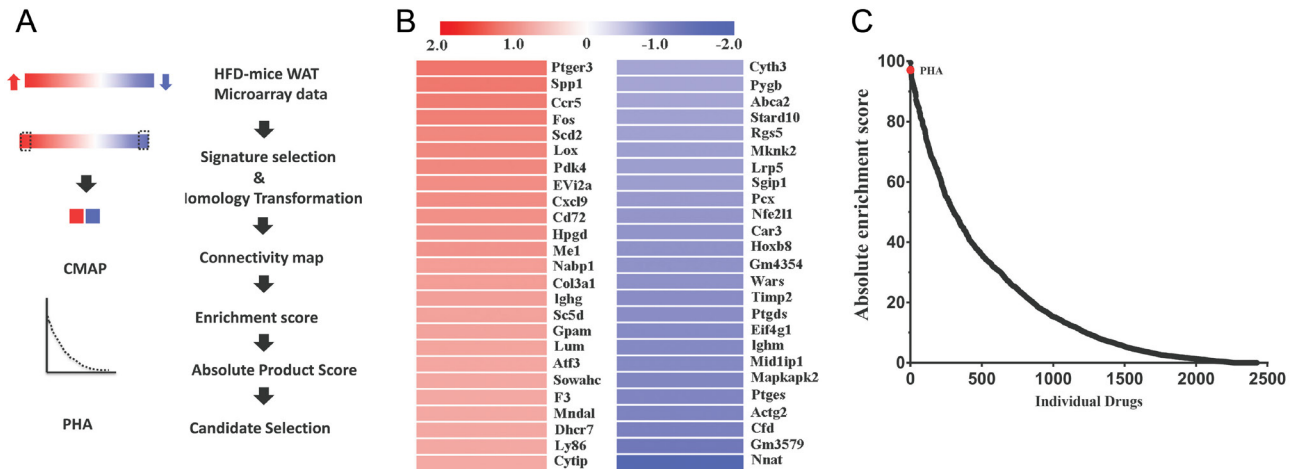 A
HFD-mice WAT
Microarray data
Signature selection
&
Homology Transformation
Connectivity map
CMAP
Enrichment score
Absolute Product Score
PHA
Candidate Selection
B
2.0 1.0 0 -1.0 -2.0
Ptger3
Spp1
Ccr5
Fos
Scd2
Lox
Pdk4
EVi2a
Cxcl9
Cd72
Hpgd
Me1
Nabp1
Col3a1
Ighg
Sc5d
Gpam
Lum
Atf3
Sowahc
F3
Mndal
Dhcr7
Ly86
Cytip
Cyth3
Pygb
Abca2
Stard10
Rgs5
Mknk2
Lrp5
Sgip1
Pcx
Nfe2l1
Car3
Hoxb8
Gm4354
Wars
Timp2
Ptgds
Eif4g1
Ighm
Mid1ip1
Mapkapk2
Ptges
Actg2
Cfd
Gm3579
Nnat
C
Absolute enrichment score
100
80
60
40
20
0
PHA
0 500 1000 1500 2000 2500
Individual Drugs